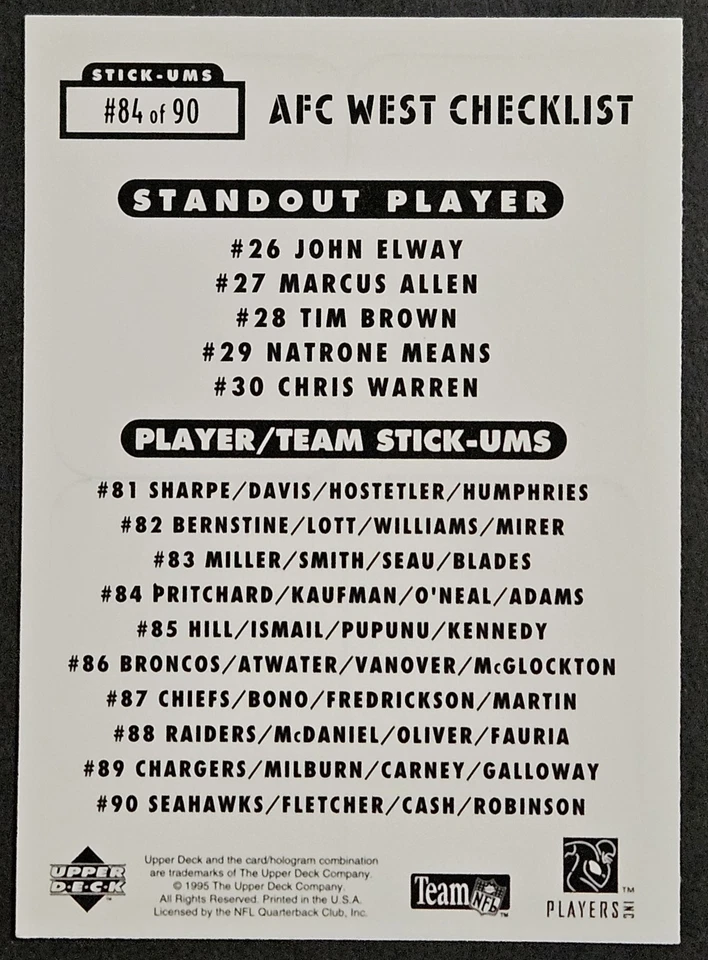 STICK-UMS
#84 of 90
AFC WEST CHECKLIST
STANDOUT PLAYER
#26 JOHN ELWAY
#27 MARCUS ALLEN
#28 TIM BROWN
#29 NATRONE MEANS
#30 CHRIS WARREN
PLAYER/TEAM STICK-UMS
#81 SHARPE/DAVIS/HOSTETLER/HUMPHRIES
#82 BERNSTINE/LOTT/WILLIAMS/MIRER
#83 MILLER/SMITH/SEAU/BLADES
#84 PRITCHARD/KAUFMAN/O'NEAL/ADAMS
#85 HILL/ISMAIL/PUPUNU/KENNEDY
#86 BRONCOS/ATWATER/VANOVER/McGLOCKTON
#87 CHIEFS/BONO/FREDRICKSON/MARTIN
#88 RAIDERS/McDANIEL/OLIVER/FAURIA
#89 CHARGERS/MILBURN/CARNEY/GALLOWAY
#90 SEAHAWKS/FLETCHER/CASH/ROBINSON
UPPER
D·E·C·K
™
Upper Deck and the card/hologram combination
are trademarks of The Upper Deck Company.
© 1995 The Upper Deck Company.
All Rights Reserved. Printed in the U.S.A.
Licensed by the NFL Quarterback Club, Inc.
Team NFL
™
™
PLAYERS INC